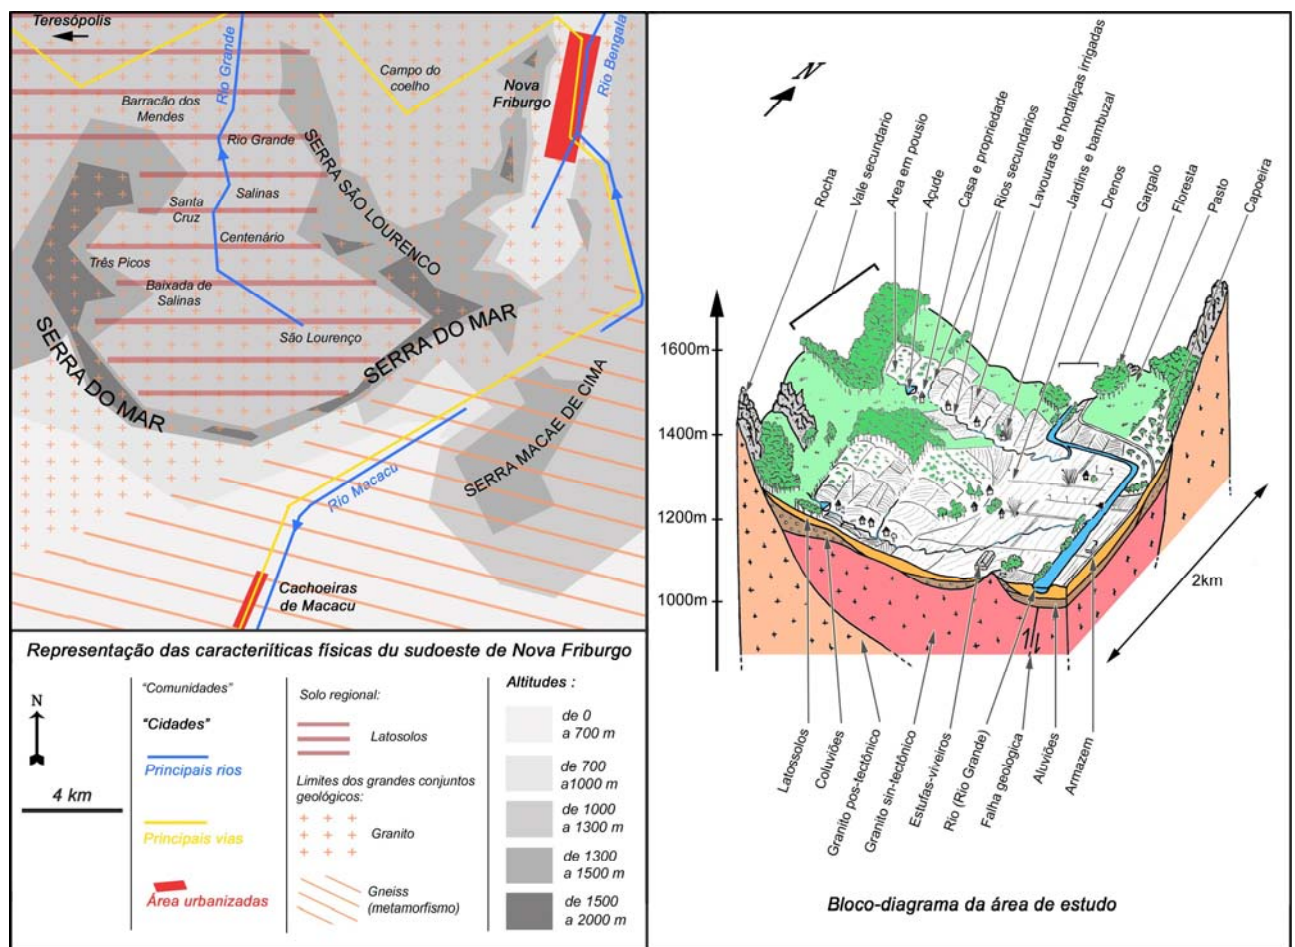 Teresópolis
Rio Grande
Campo do
coelho
Nova
Friburgo
Rio Bengala
Barracão dos
Mendes
Rio Grande
SERRA SÃO LOURENCO
Salinas
Santa
Cruz
Centenário
Três Picos
Baixada de
Salinas
São Lourenço
SERRA DO MAR
SERRA DO MAR
SERRA MACAE DE CIMA
Rio Macacu
Cachoeiras
de Macacu
Representação das caracteriíticas físicas du sudoeste de Nova Friburgo
N
4 km
"Comunidades"
"Cidades"
Principais rios
Principais vias
Área urbanizadas
Solo regional:
Latosolos
Limites dos grandes conjuntos
geológicos:
Granito
Gneiss
(metamorfismo)
Altitudes :
de 0
a 700 m
de 700
a1000 m
de 1000
a 1300 m
de 1300
a 1500 m
de 1500
a 2000 m
N
Rocha
Vale secundario
Area em pousio
Açude
Casa e propriedade
Rios secundarios
Lavouras de hortaliças irrigadas
Jardins e bambuzal
Drenos
Gargalo
Floresta
Pasto
Capoeira
1600m
1400m
1200m
1000m
2km
Latossolos
Coluviões
Granito pos-tectônico
Granito sin-tectônico
Estufas-viveiros
Rio (Rio Grande)
Falha geologica
Aluviões
Armazem
Bloco-diagrama da área de estudo